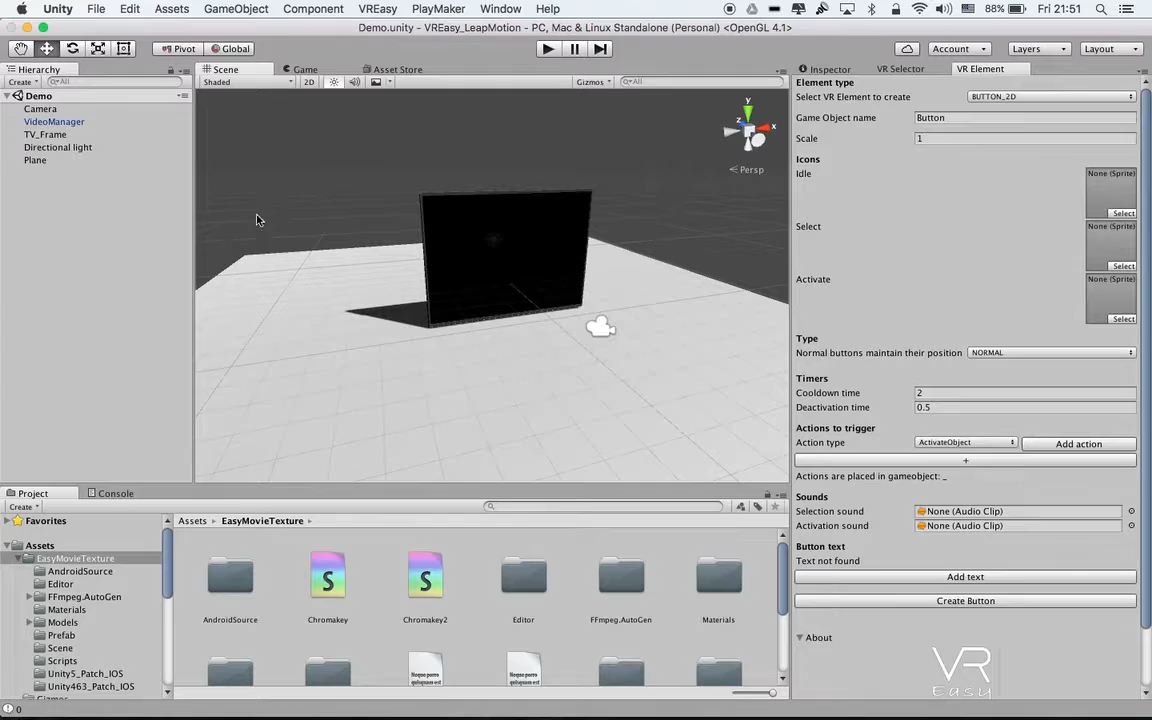 Unity File Edit Assets GameObject Component VREasy PlayMaker Window Help 88% Fri 21:51
Demo.unity - VREasy_LeapMotion - PC, Mac & Linux Standalone (Personal) <OpenGL 4.1>
Pivot Global Account Layers Layout
Hierarchy Scene Game Asset Store Inspector VR Selector VR Element
Create All Shaded 2D Gizmos All
Element type
Demo
Select VR Element to create BUTTON_2D
Camera
VideoManager
Game Object name Button
TV_Frame
Scale 1
Directional light
Plane
Icons
y
x
z
Persp
Idle None (Sprite)
Select
Select None (Sprite)
Select
Activate None (Sprite)
Select
Type
Normal buttons maintain their position NORMAL
Timers
Cooldown time 2
Deactivation time 0.5
Actions to trigger
Action type ActivateObject Add action
+
Actions are placed in gameobject: _
Sounds
Selection sound None (Audio Clip)
Activation sound None (Audio Clip)
Button text
Text not found
Add text
Create Button
About
VR
Easy
Project Console
Create
Favorites
Assets EasyMovieTexture
Assets
EasyMovieTexture
AndroidSource
Editor
FFmpeg.AutoGen
Materials
Models
Prefab
Scene
Scripts
Unity5_Patch_IOS
Unity463_Patch_IOS
Gizmos
S S
AndroidSource Chromakey Chromakey2 Editor FFmpeg.AutoGen Materials
0